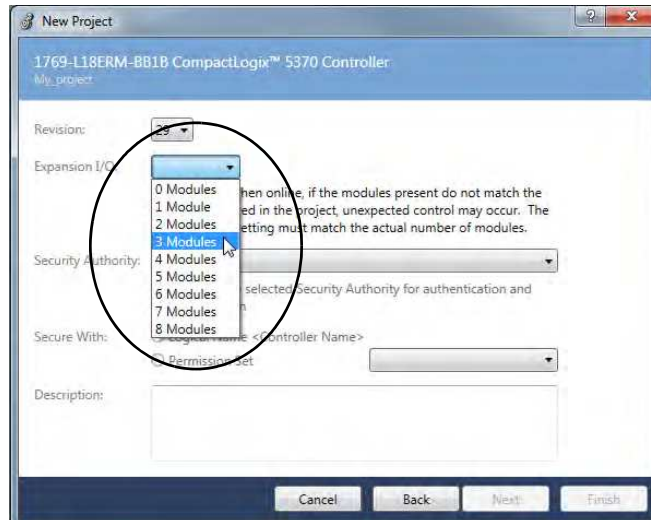 New Project
1769-L18ERM-BB1B CompactLogix™ 5370 Controller
My_project
Revision:
29
Expansion I/O:
0 Modules
1 Module
2 Modules
3 Modules
4 Modules
5 Modules
6 Modules
7 Modules
8 Modules
hen online, if the modules present do not match the
ed in the project, unexpected control may occur. The
etting must match the actual number of modules.
Security Authority:
selected Security Authority for authentication and
Secure With:
Logical Name <Controller Name>
Permission Set
Description:
Cancel
Back
Next
Finish